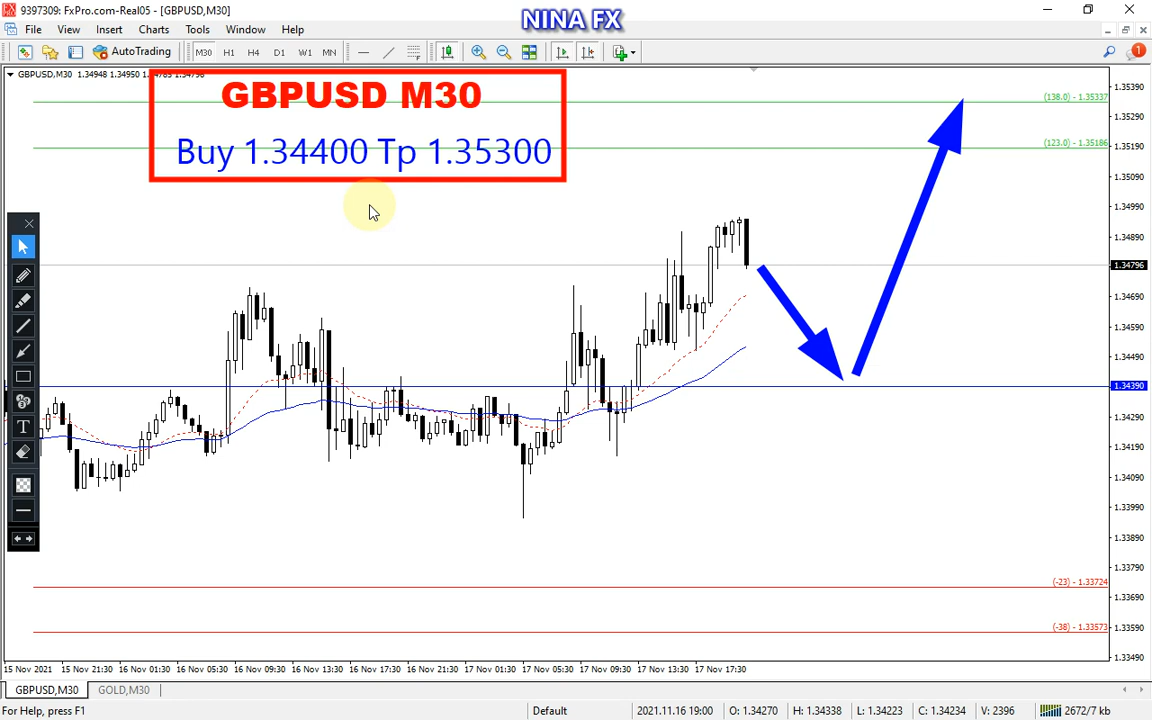 9397309: FxPro.com-Real05 - [GBPUSD,M30]
NINA FX
File View Insert Charts Tools Window Help
AutoTrading M30 H1 H4 D1 W1 MN
1
GBPUSD,M30 1.34948 1.34950
GBPUSD M30
Buy 1.34400 Tp 1.35300
(138.0) - 1.35337
(123.0) - 1.35186
(-23) - 1.33724
(-38) - 1.33573
1.35390
1.35290
1.35190
1.35090
1.34990
1.34890
1.34796
1.34690
1.34590
1.34490
1.34390
1.34290
1.34190
1.34090
1.33990
1.33890
1.33790
1.33690
1.33590
1.33490
T
15 Nov 2021 15 Nov 21:30 16 Nov 01:30 16 Nov 05:30 16 Nov 09:30 16 Nov 13:30 16 Nov 17:30 16 Nov 21:30 17 Nov 01:30 17 Nov 05:30 17 Nov 09:30 17 Nov 13:30 17 Nov 17:30
GBPUSD,M30 GOLD,M30
For Help, press F1 Default 2021.11.16 19:00 O: 1.34270 H: 1.34338 L: 1.34223 C: 1.34234 V: 2396 2672/7 kb